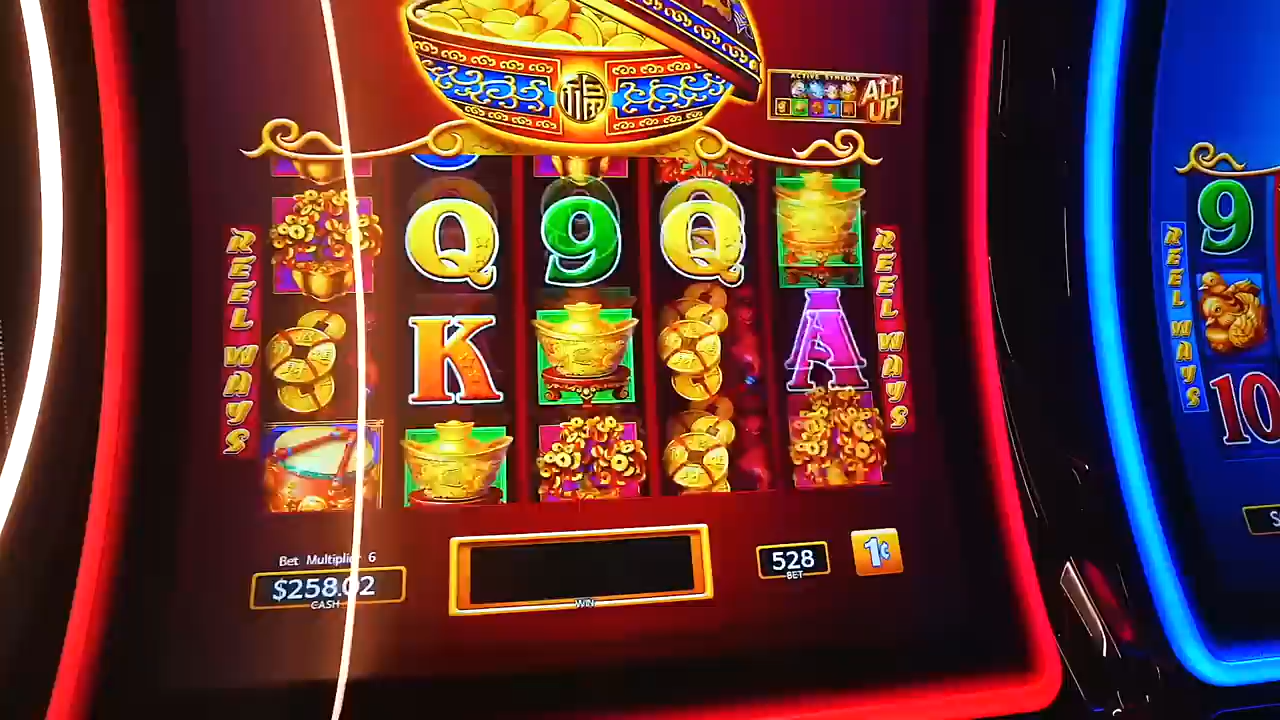 ACTIVE SYMBOLS
ALL UP
福
REEL WAYS
REEL WAYS
REEL WAYS
Q
9
Q
K
A
9
10
Bet Multiplier 6
$258.02
CASH
WIN
528
BET
1¢